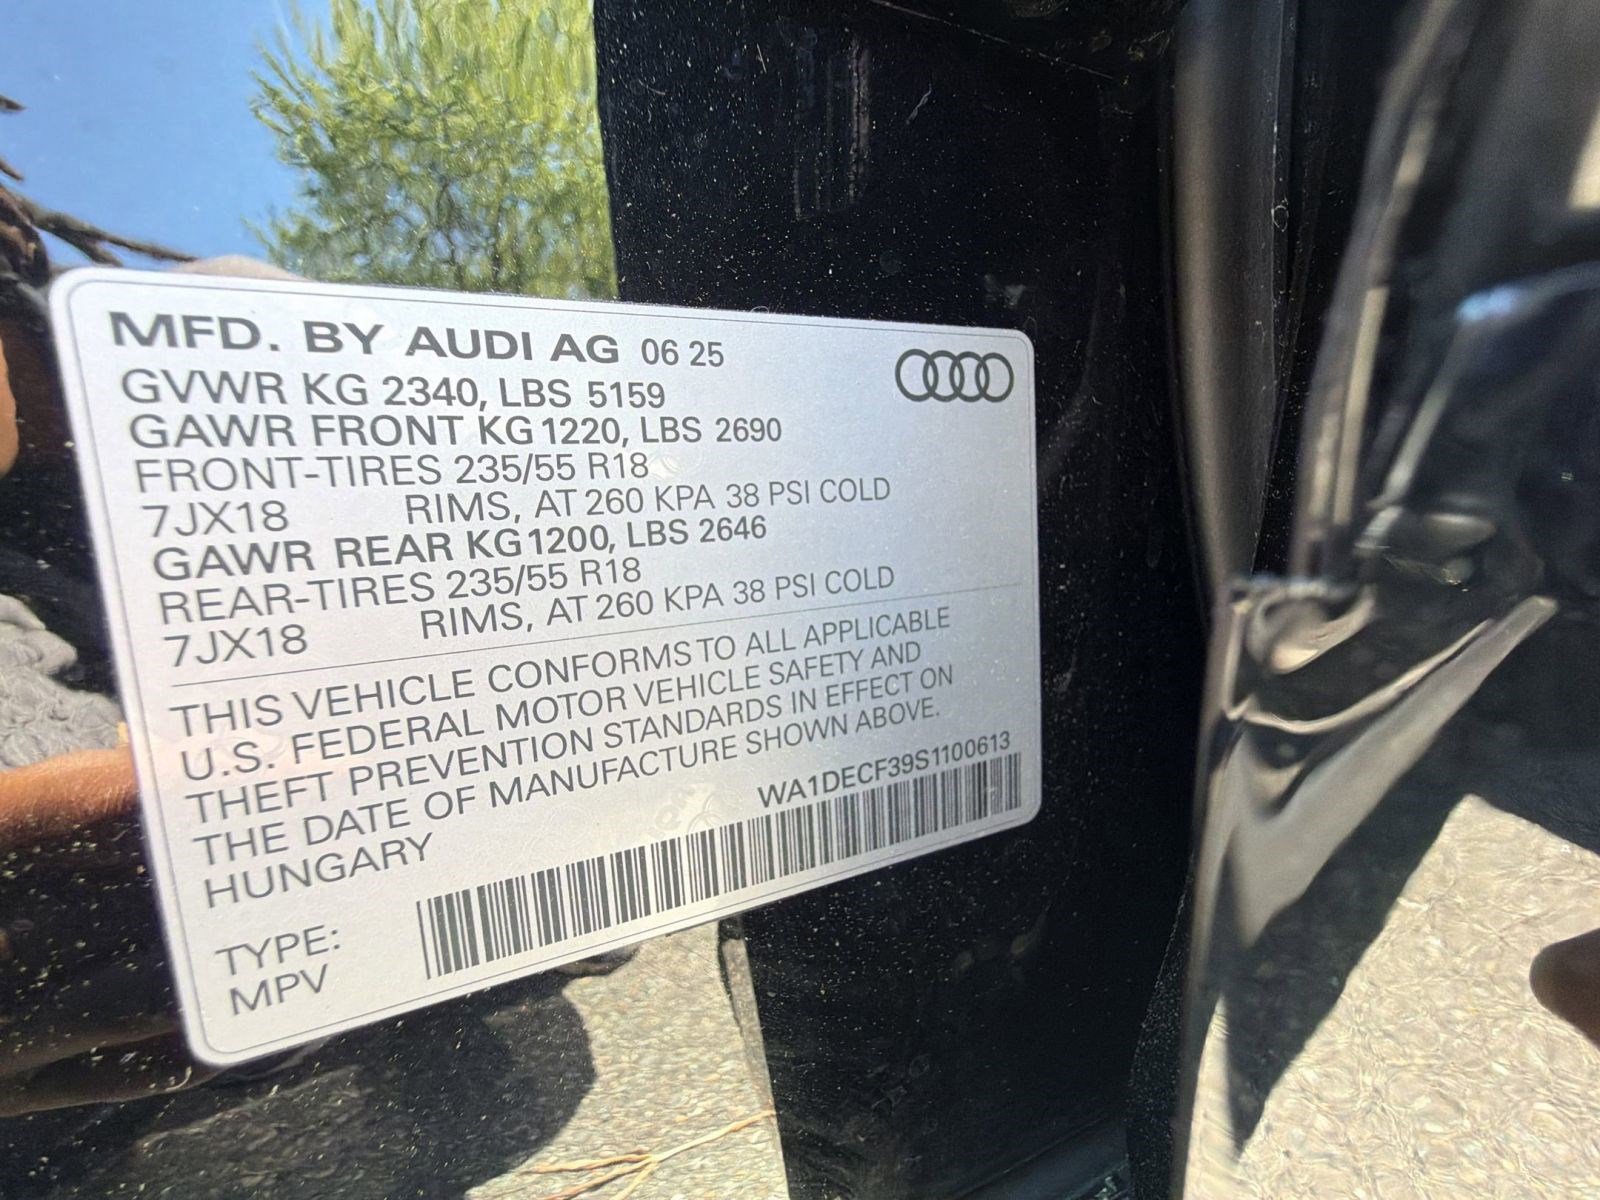 MFD. BY AUDI AG 06 25
GVWR KG 2340, LBS 5159
GAWR FRONT KG 1220, LBS 2690
FRONT-TIRES 235/55 R18
7JX18 RIMS, AT 260 KPA 38 PSI COLD
GAWR REAR KG 1200, LBS 2646
REAR-TIRES 235/55 R18
7JX18 RIMS, AT 260 KPA 38 PSI COLD
THIS VEHICLE CONFORMS TO ALL APPLICABLE
U.S. FEDERAL MOTOR VEHICLE SAFETY AND
THEFT PREVENTION STANDARDS IN EFFECT ON
THE DATE OF MANUFACTURE SHOWN ABOVE.
HUNGARY
WA1DECF39S1100613
TYPE:
MPV